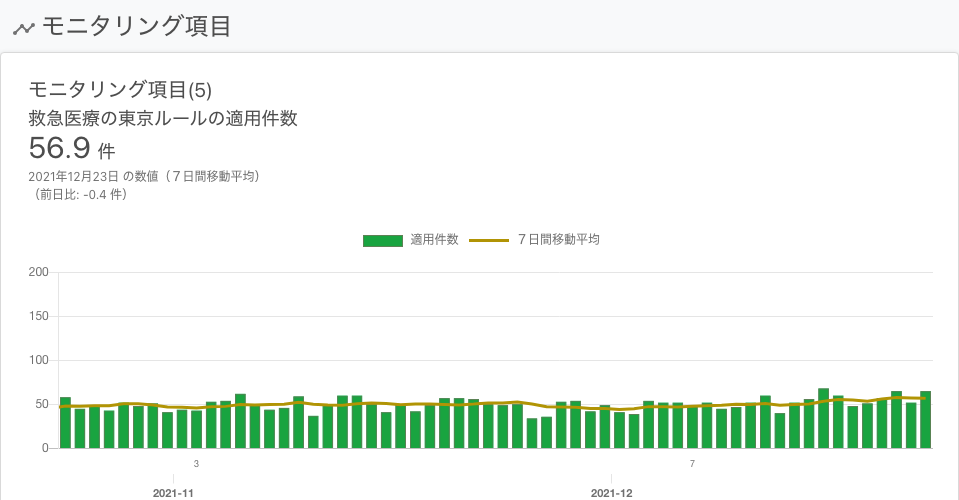 モニタリング項目
モニタリング項目(5)
救急医療の東京ルールの適用件数
56.9 件
2021年12月23日 の数値（７日間移動平均）
（前日比: -0.4 件）
適用件数 ７日間移動平均
200
150
100
50
0
3 7
2021-11 2021-12